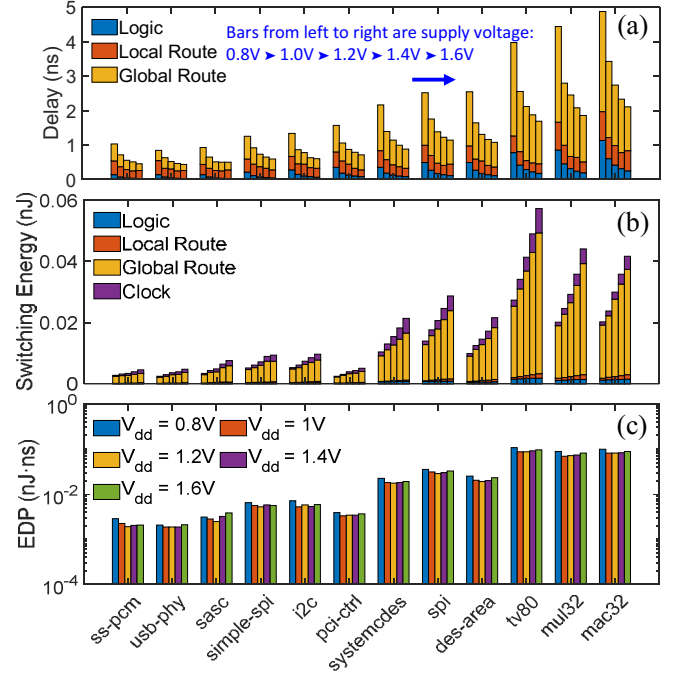 5
4
3
2
1
0
Delay (ns)
Logic
Local Route
Global Route
Bars from left to right are supply voltage:
0.8V ➤ 1.0V ➤ 1.2V ➤ 1.4V ➤ 1.6V
(a)
0.06
0.04
0.02
0
Switching Energy (nJ)
Logic
Local Route
Global Route
Clock
(b)
10^0
10^-2
10^-4
EDP (nJ·ns)
V_dd = 0.8V
V_dd = 1V
V_dd = 1.2V
V_dd = 1.4V
V_dd = 1.6V
(c)
ss-pcm
usb-phy
sasc
simple-spi
i2c
pci-ctrl
systemcdes
spi
des-area
tv80
mul32
mac32